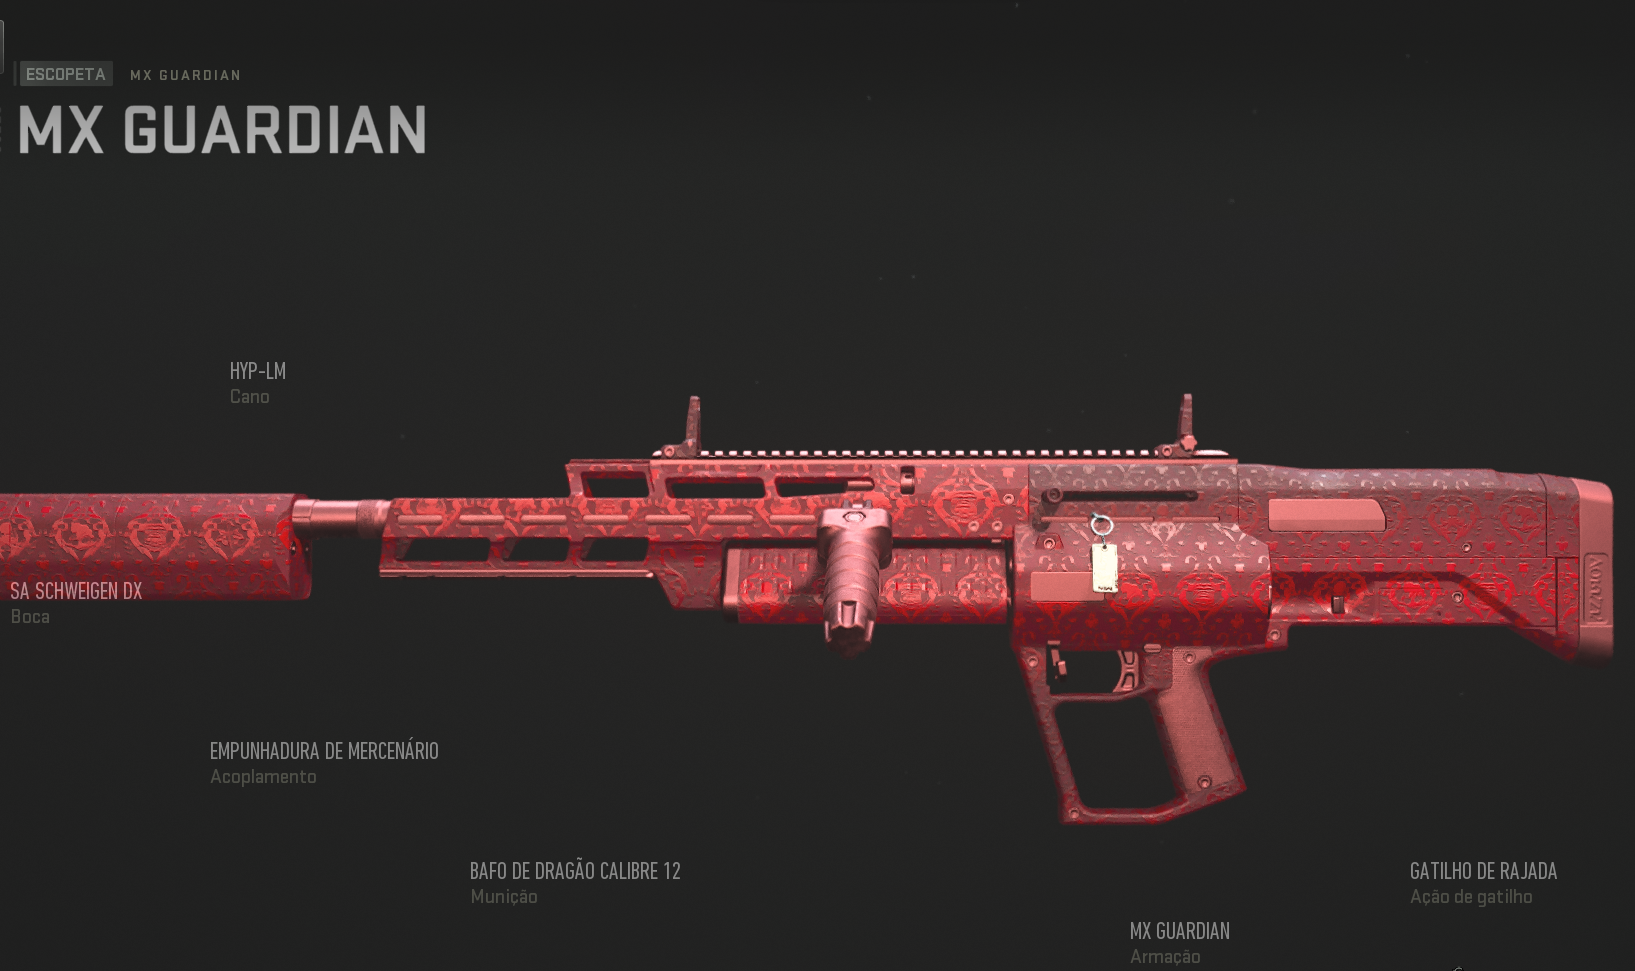 ESCOPETA MX GUARDIAN
MX GUARDIAN
HYP-LM
Cano
SA SCHWEIGEN DX
Boca
EMPUNHADURA DE MERCENÁRIO
Acoplamento
BAFO DE DRAGÃO CALIBRE 12
Munição
GATILHO DE RAJADA
Ação de gatilho
MX GUARDIAN
Armação